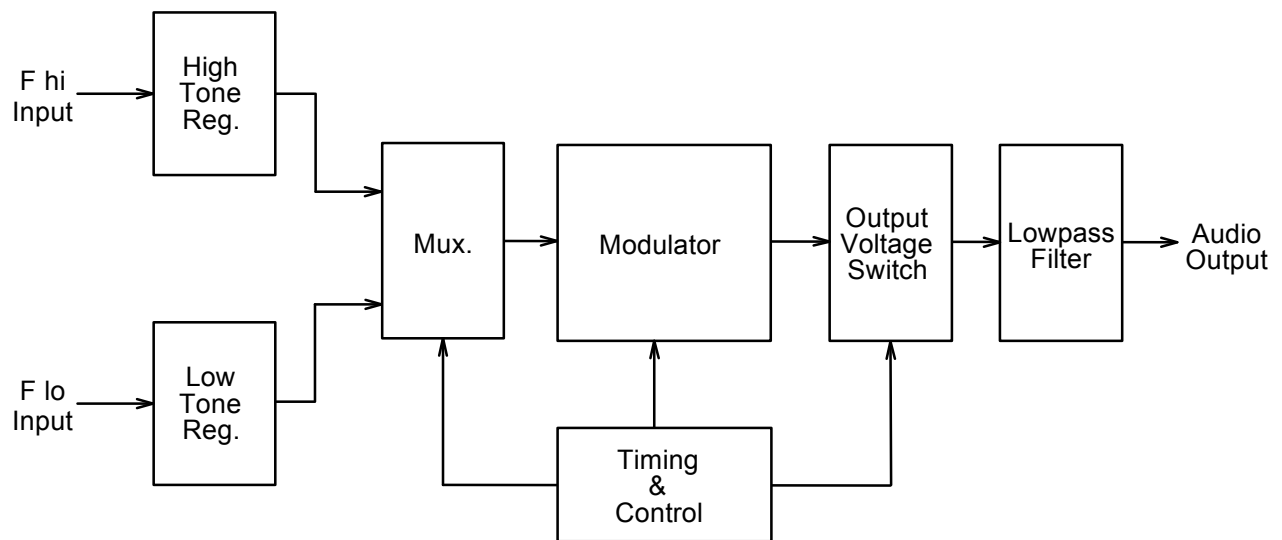 F hi
Input
High
Tone
Reg.
Mux.
Modulator
Output
Voltage
Switch
Lowpass
Filter
Audio
Output
F lo
Input
Low
Tone
Reg.
Timing
&
Control